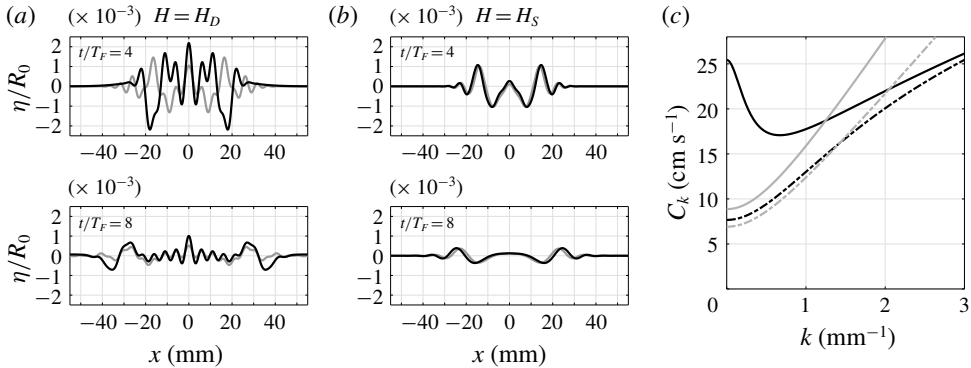 (a) (× 10⁻³) H = H_D
η/R₀
2
1
0
−1
−2
t/T_F = 4
−40 −20 0 20 40
(× 10⁻³)
η/R₀
2
1
0
−1
−2
t/T_F = 8
−40 −20 0 20 40
x (mm)
(b) (× 10⁻³) H = H_S
2
1
0
−1
−2
t/T_F = 4
−40 −20 0 20 40
(× 10⁻³)
2
1
0
−1
−2
t/T_F = 8
−40 −20 0 20 40
x (mm)
(c)
C_k (cm s⁻¹)
25
20
15
10
5
0
1 2 3
k (mm⁻¹)